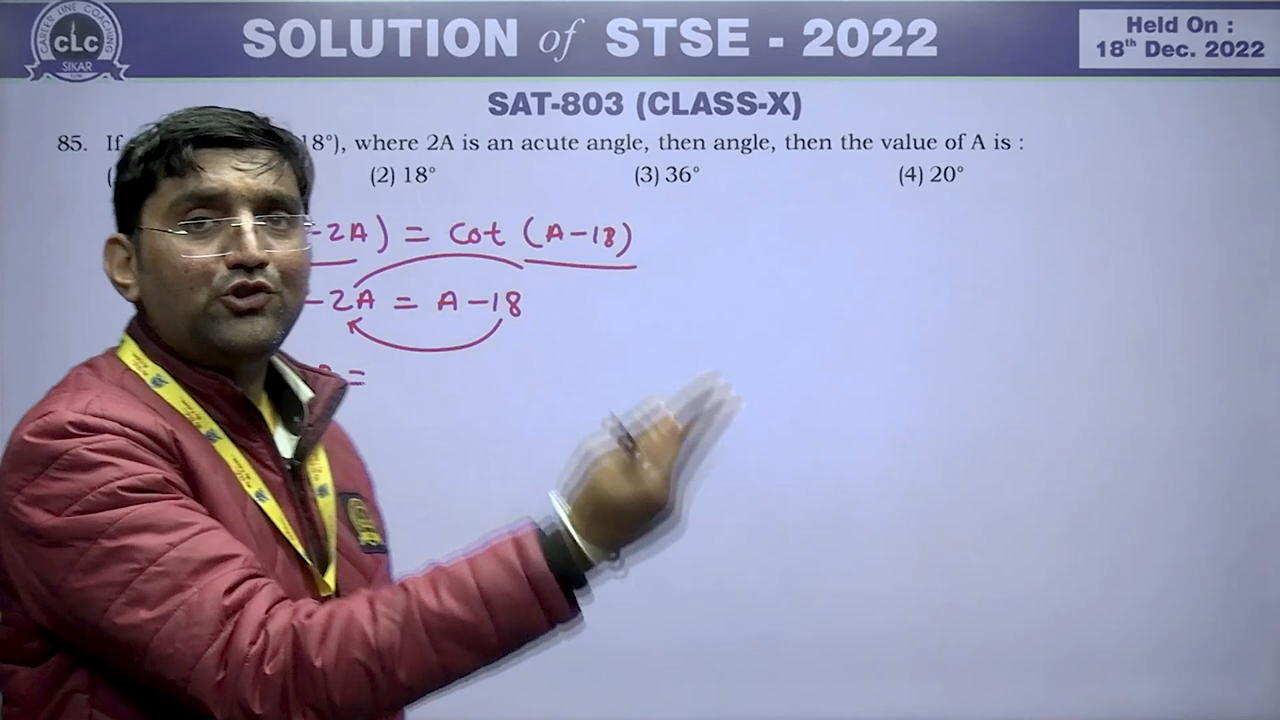 CAREER LINE COACHING
CLC
SIKAR
SOLUTION of STSE - 2022
Held On :
18th Dec. 2022
SAT-803 (CLASS-X)
85. If 8°), where 2A is an acute angle, then angle, then the value of A is :
( (2) 18° (3) 36° (4) 20°
-2A) = cot (A-18)
-2A = A-18
=